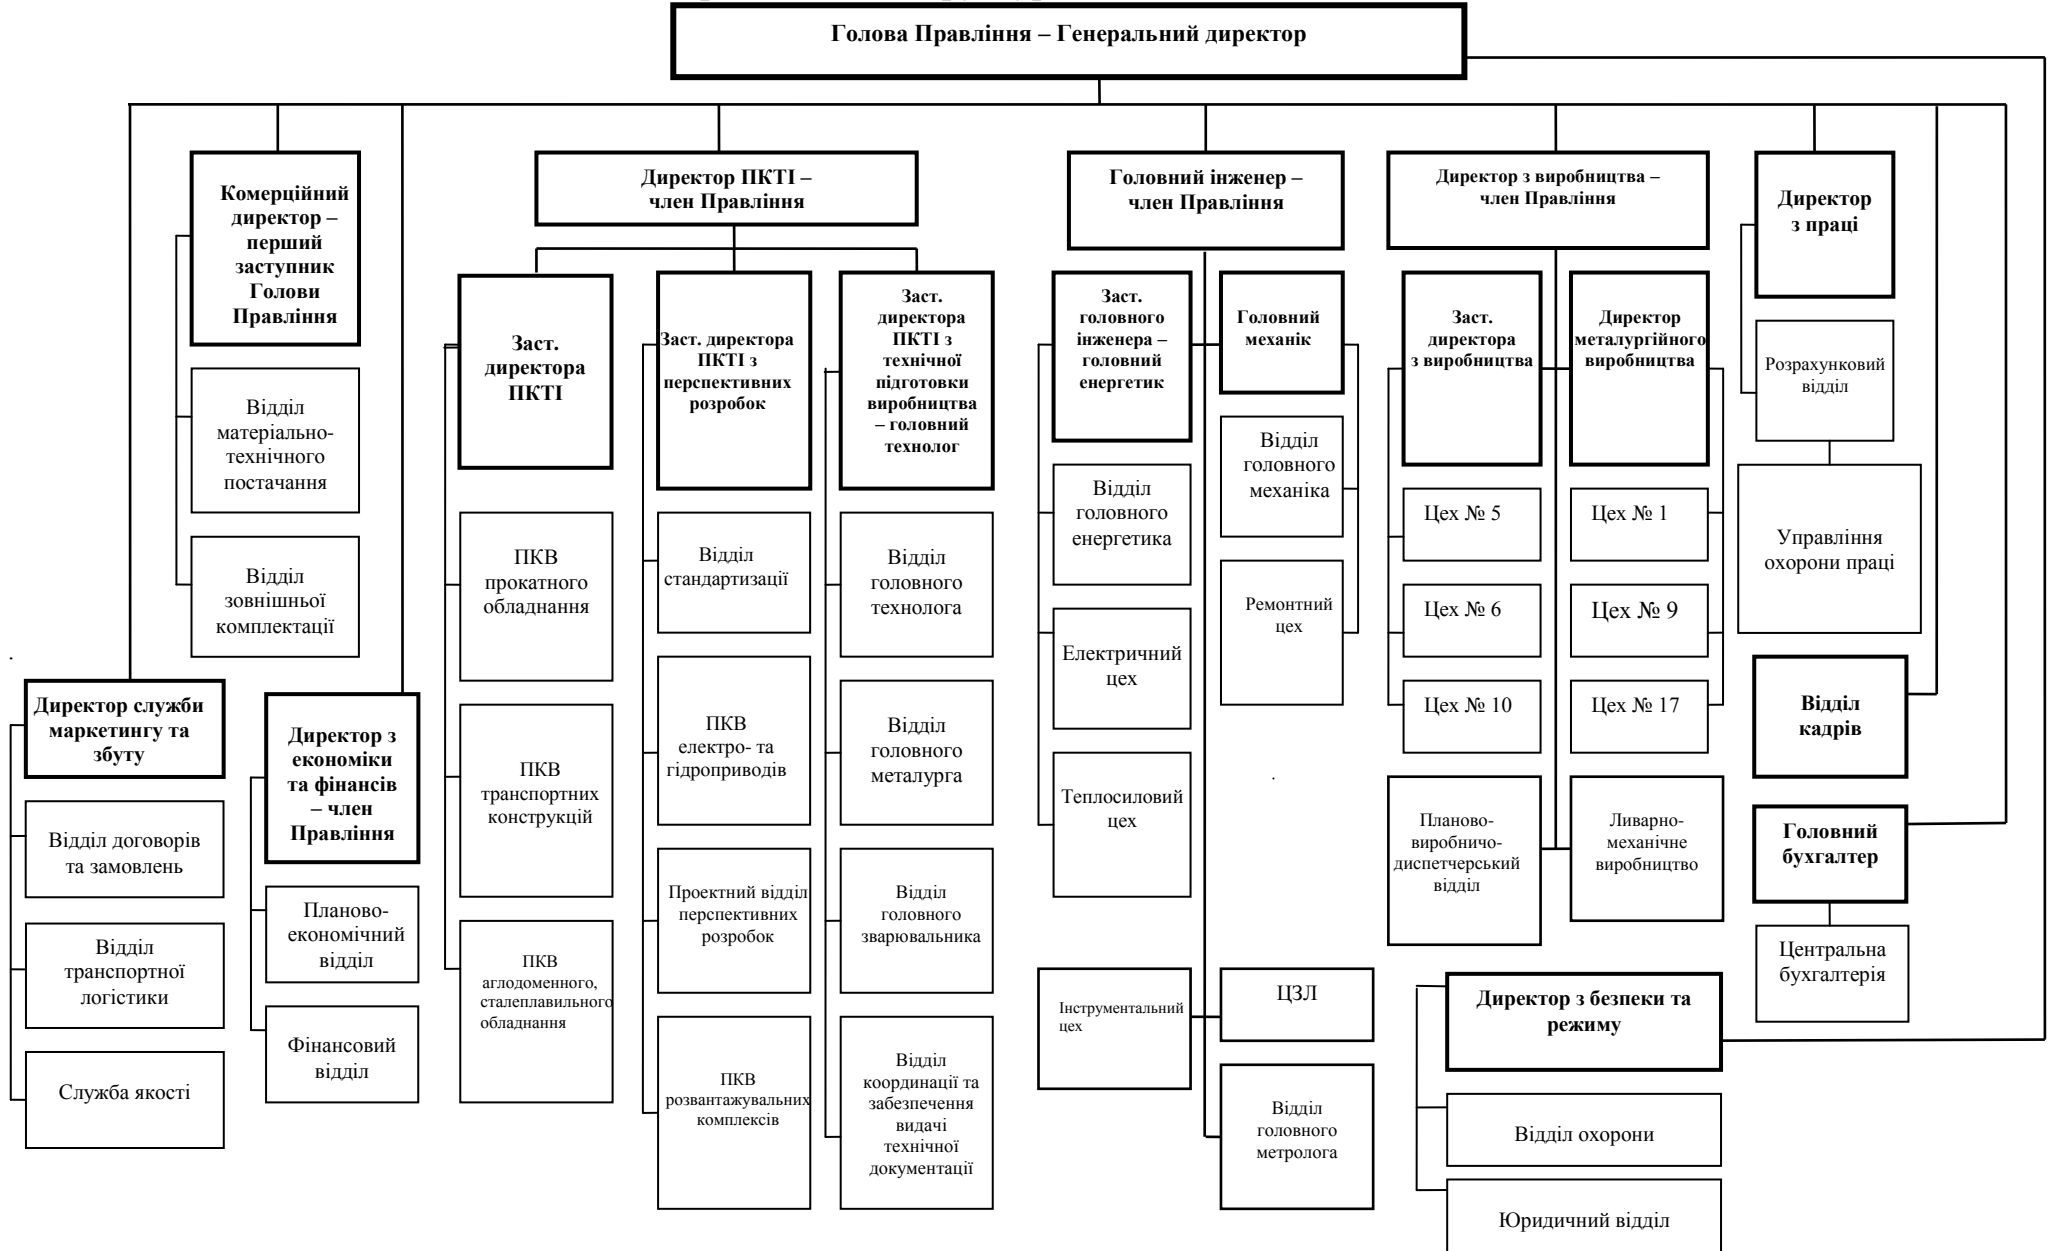 Голова Правління – Генеральний директор
Комерційний
директор –
перший
заступник
Голови
Правління
Відділ
матеріально-
технічного
постачання
Відділ
зовнішньої
комплектації
Директор служби
маркетингу та
збуту
Відділ договорів
та замовлень
Відділ
транспортної
логістики
Служба якості
Директор з
економіки
та фінансів
– член
Правління
Планово-
економічний
відділ
Фінансовий
відділ
Директор ПКТІ –
член Правління
Заст.
директора
ПКТІ
ПКВ
прокатного
обладнання
ПКВ
транспортних
конструкцій
ПКВ
аглодоменного,
сталеплавильного
обладнання
Заст. директора
ПКТІ з
перспективних
розробок
Відділ
стандартизації
ПКВ
електро- та
гідроприводів
Проектний відділ
перспективних
розробок
ПКВ
розвантажувальних
комплексів
Заст.
директора
ПКТІ з
технічної
підготовки
виробництва
– головний
технолог
Відділ
головного
технолога
Відділ
головного
металурга
Відділ
головного
зварювальника
Відділ
координації та
забезпечення
видачі
технічної
документації
Головний інженер –
член Правління
Заст.
головного
інженера –
головний
енергетик
Відділ
головного
енергетика
Електричний
цех
Теплосиловий
цех
Головний
механік
Відділ
головного
механіка
Ремонтний
цех
Інструментальний
цех
ЦЗЛ
Відділ
головного
метролога
Директор з виробництва –
член Правління
Заст.
директора
з виробництва
Цех № 5
Цех № 6
Цех № 10
Планово-
виробничо-
диспетчерський
відділ
Директор
металургійного
виробництва
Цех № 1
Цех № 9
Цех № 17
Ливарно-
механічне
виробництво
Директор
з праці
Розрахунковий
відділ
Управління
охорони праці
Відділ
кадрів
Головний
бухгалтер
Центральна
бухгалтерія
Директор з безпеки та
режиму
Відділ охорони
Юридичний відділ